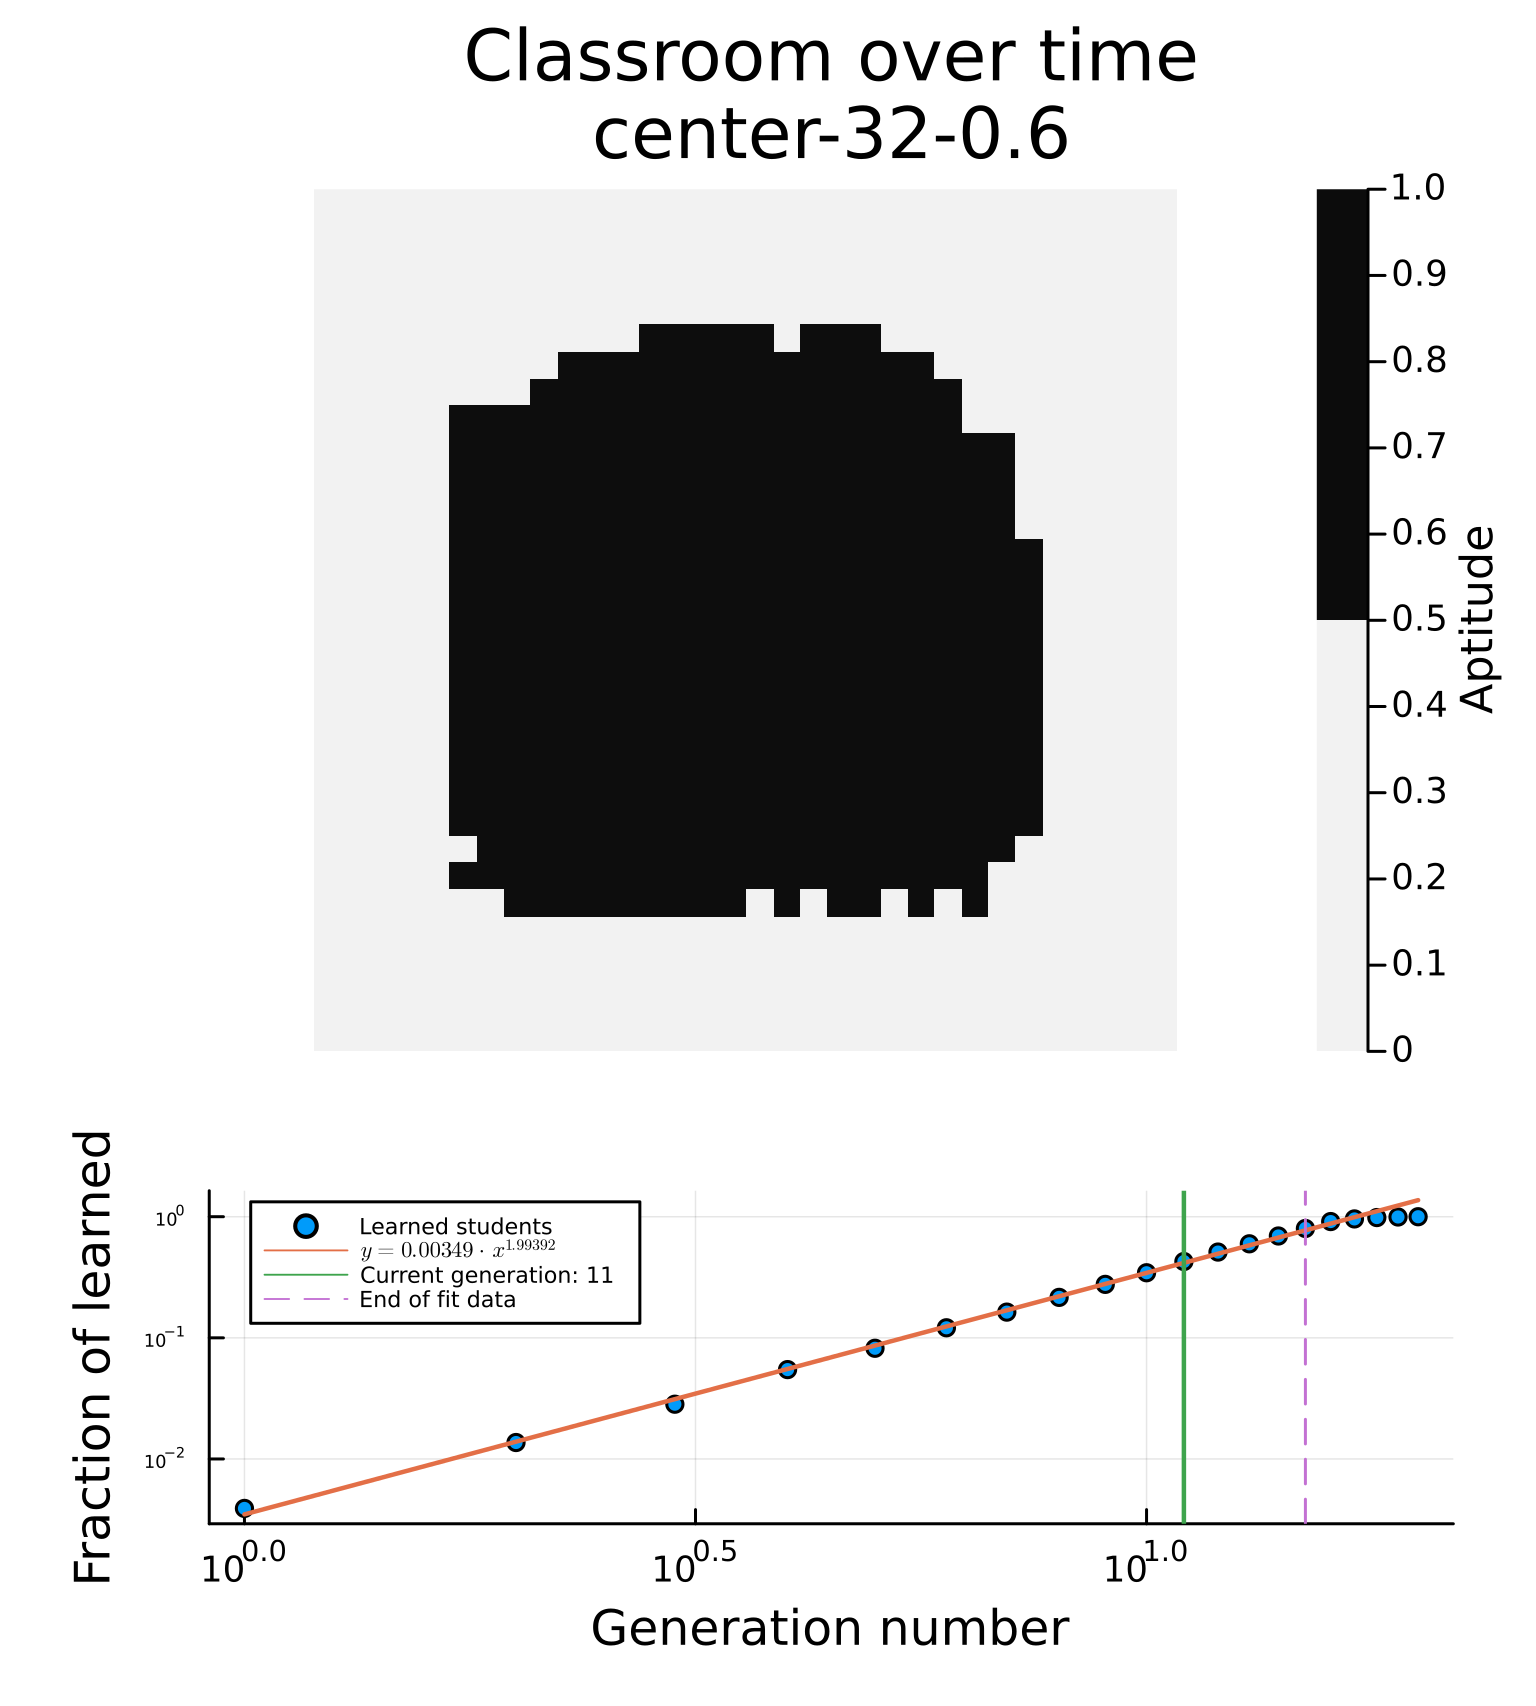 Classroom over time
center-32-0.6
1.0
0.9
0.8
0.7
0.6
0.5
0.4
0.3
0.2
0.1
0
Aptitude
Fraction of learned
10⁰
10⁻¹
10⁻²
Learned students
y = 0.00349 · x^1.99392
Current generation: 11
End of fit data
10^0.0
10^0.5
10^1.0
Generation number